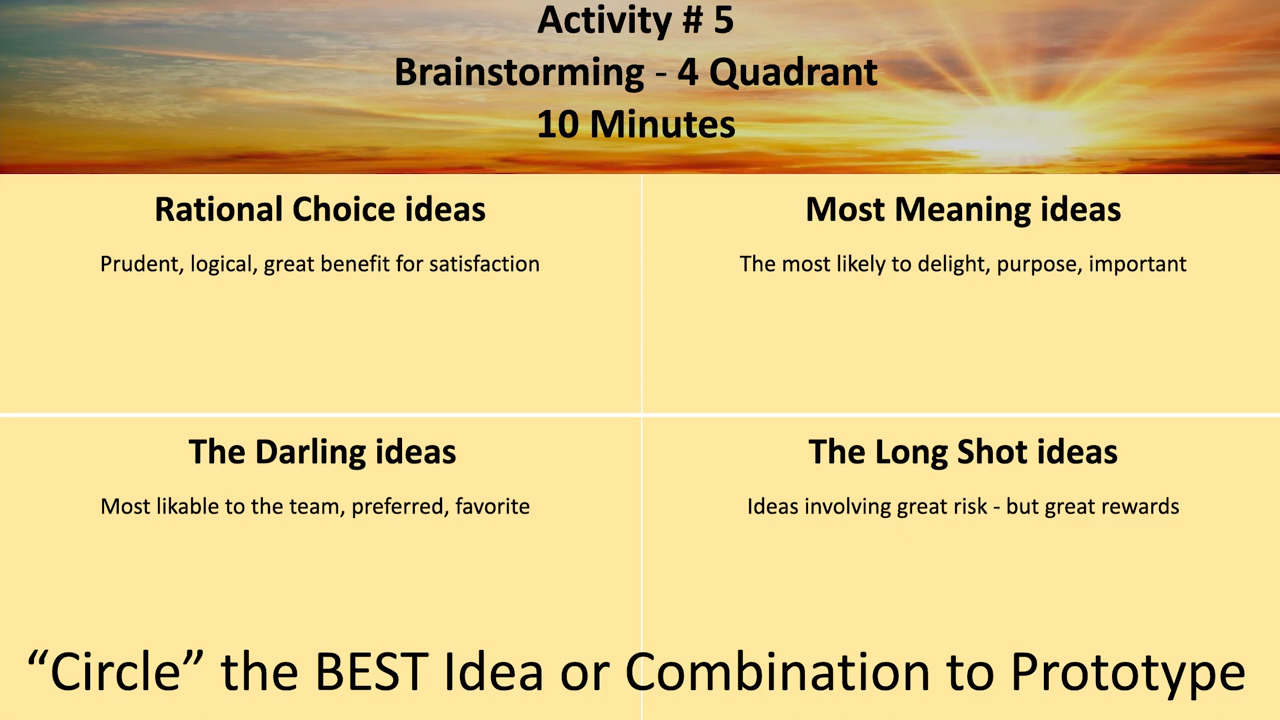 Activity # 5
Brainstorming - 4 Quadrant
10 Minutes
Rational Choice ideas
Prudent, logical, great benefit for satisfaction
Most Meaning ideas
The most likely to delight, purpose, important
The Darling ideas
Most likable to the team, preferred, favorite
The Long Shot ideas
Ideas involving great risk - but great rewards
“Circle” the BEST Idea or Combination to Prototype